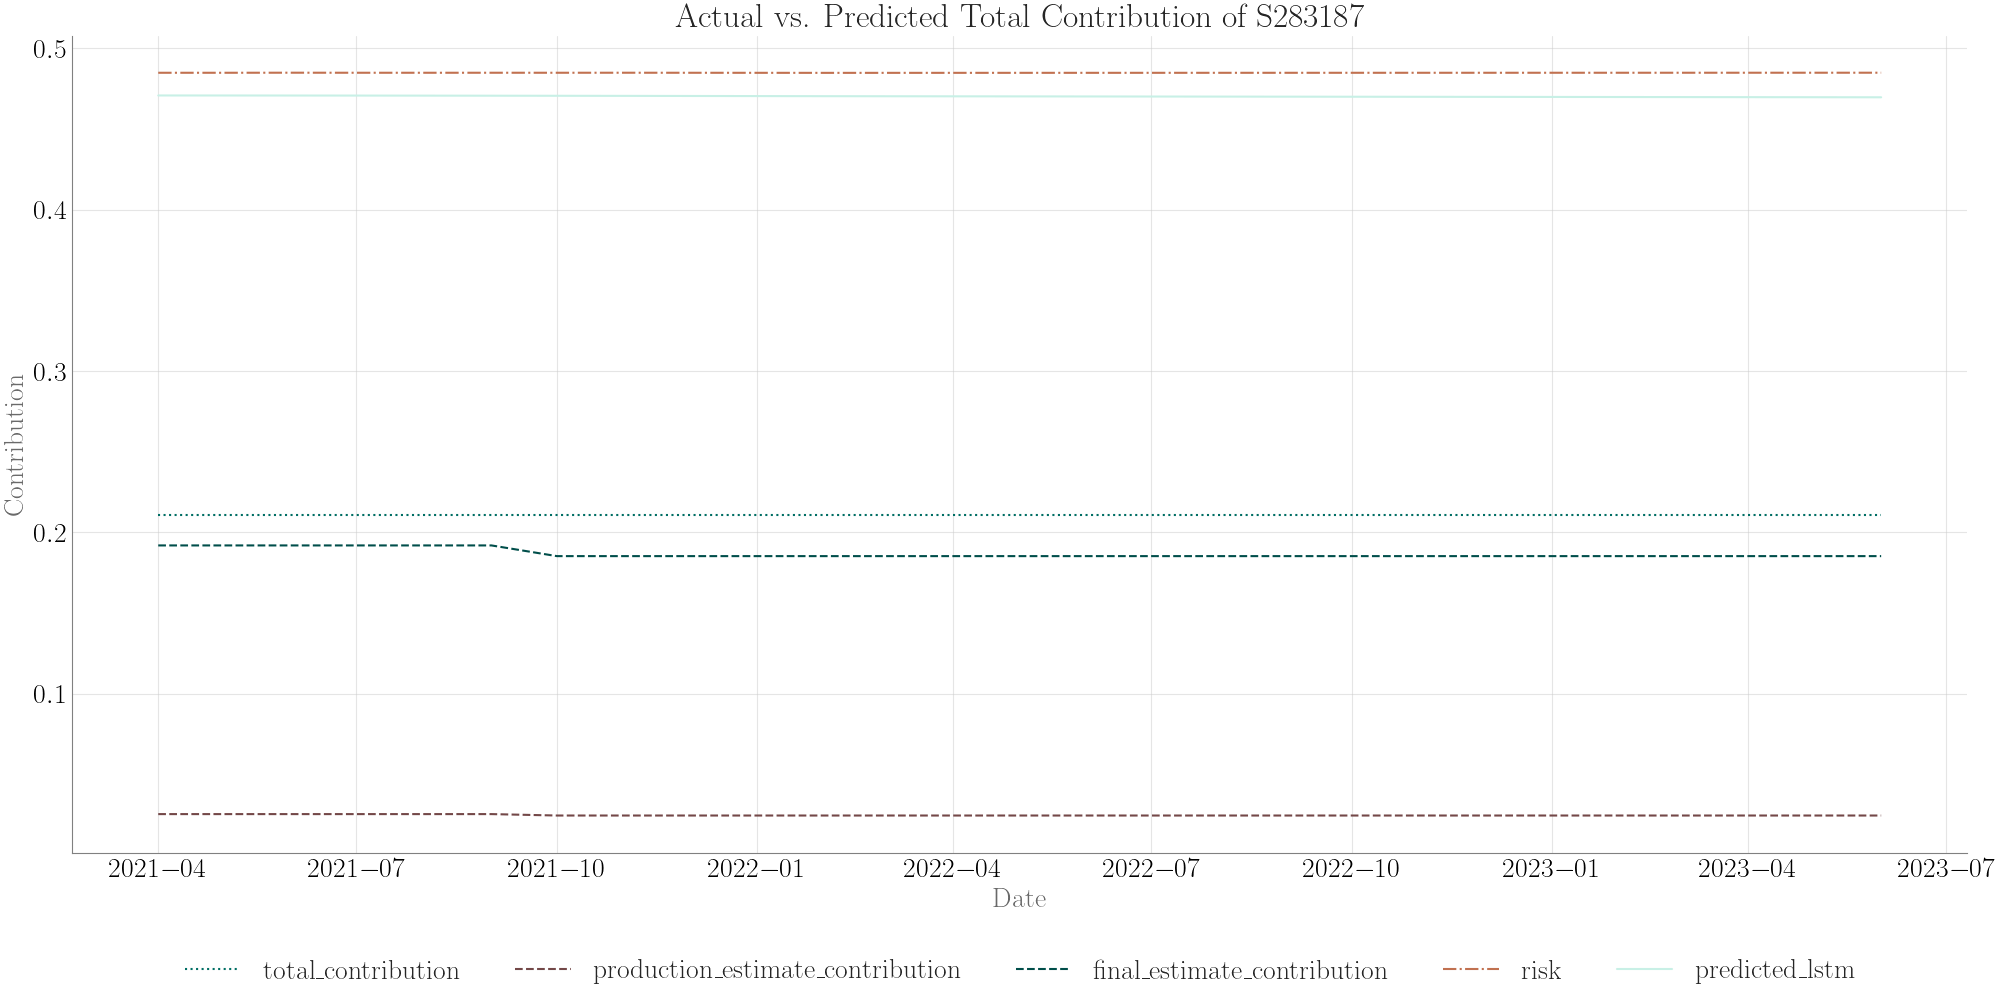 Actual vs. Predicted Total Contribution of S283187
0.5
0.4
0.3
0.2
0.1
Contribution
2021−04 2021−07 2021−10 2022−01 2022−04 2022−07 2022−10 2023−01 2023−04 2023−07
Date
total_contribution production_estimate_contribution final_estimate_contribution risk predicted_lstm